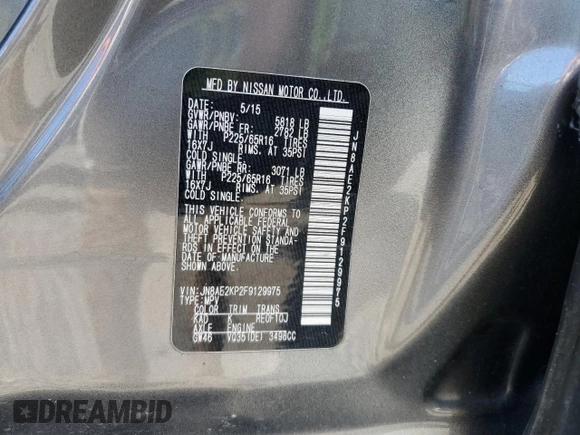 MFD BY NISSAN MOTOR CO.,LTD.
DATE: 5/15
GVWR/PNBV: 5818 LB
GAWR/PNBE FR: 2762 LB
WITH P225/65R16 TIRES
16X7J RIMS. AT 35PSI
COLD SINGLE
GAWR/PNBE RR: 3071 LB
WITH P225/65R16 TIRES
16X7J RIMS. AT 35PSI
COLD SINGLE
THIS VEHICLE CONFORMS TO
ALL APPLICABLE FEDERAL
MOTOR VEHICLE SAFETY AND
THEFT PREVENTION STANDA-
RDS IN EFFECT ON THE
DATE OF MANUFACTURE
SHOWN ABOVE.
VIN: JN8AE2KP2F9129975
TYPE: MPV
COLOR TRIM TRANS
KAD K RE0F10J
AXLE ENGINE
GW46 VQ35(DE) 3498CC
JN8AE2KP2F9129975
DREAMBID